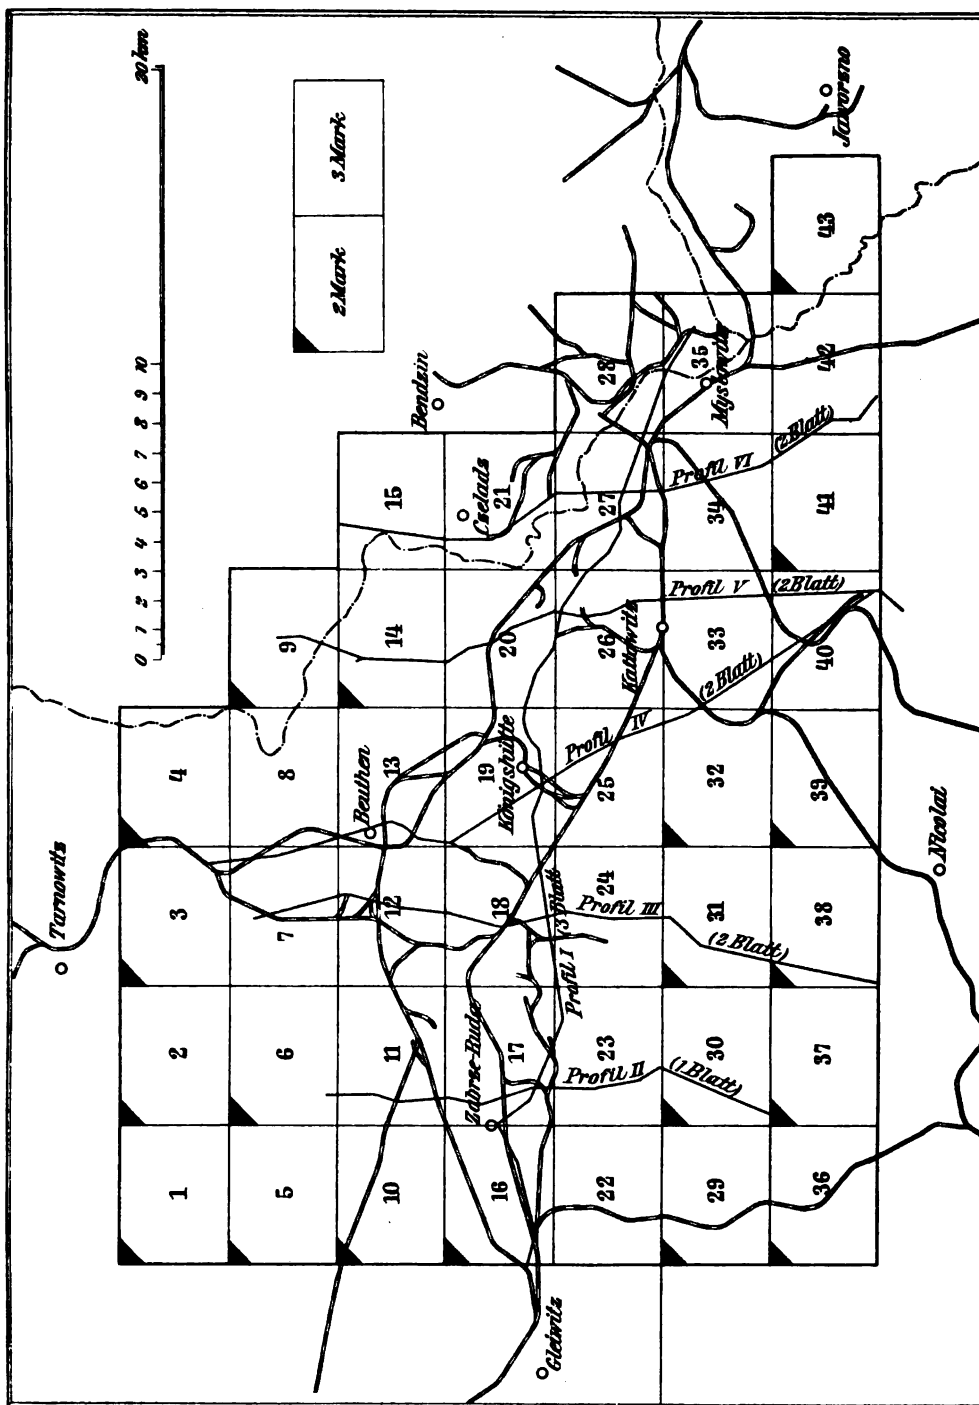 Tarnowitz
1
2
3
4
5
6
7
8
9
10
11
12
13
14
15
Beuthen
16
17
18
19
20
21
Zabrze-Ruda
Königshütte
Czeladz
Bendzin
Gleiwitz
22
23
24
25
26
27
28
Profil I (3 Blatt
Profil II (1 Blatt)
Profil III (2 Blatt)
Profil IV (2 Blatt)
Profil V (2 Blatt)
Profil VI (2 Blatt)
Kattowitz
29
30
31
32
33
34
35
Myslowitz
36
37
38
39
40
41
42
43
Nicolai
Jaworzno
0 1 2 3 4 5 6 7 8 9 10 20 km
2 Mark
3 Mark